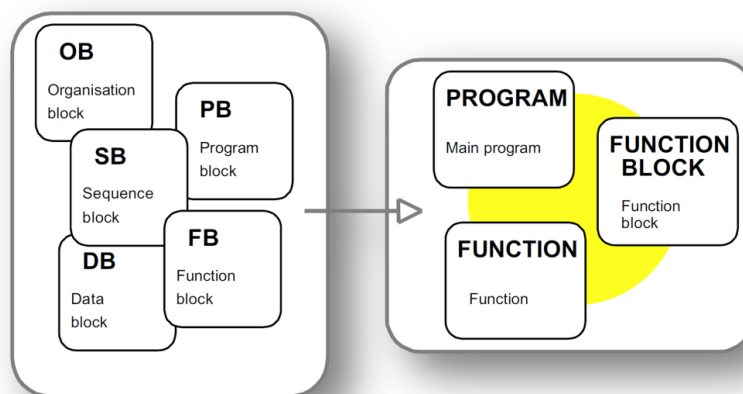 OB
Organisation
block
PB
Program
block
SB
Sequence
block
FB
Function
block
DB
Data
block
PROGRAM
Main program
FUNCTION
BLOCK
Function
block
FUNCTION
Function